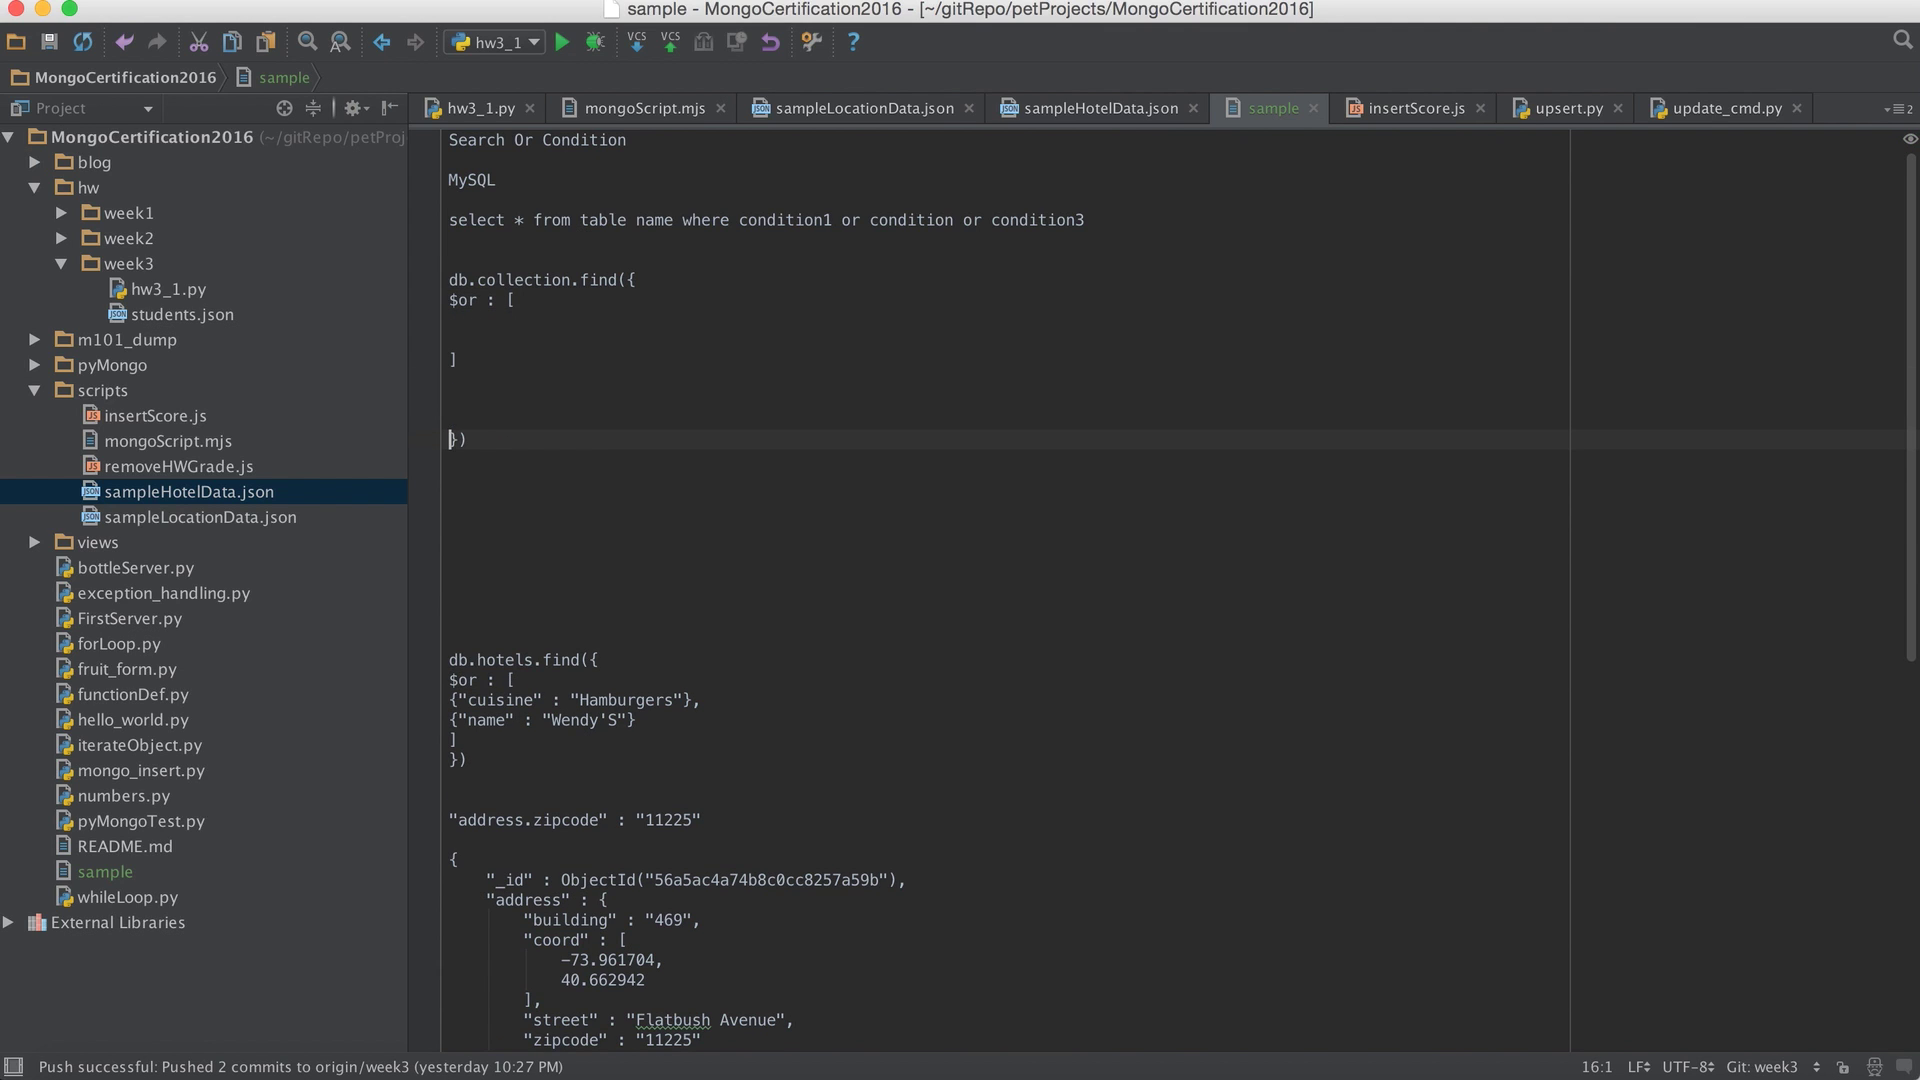 sample - MongoCertification2016 - [~/gitRepo/petProjects/MongoCertification2016]
hw3_1
VCS
VCS
MongoCertification2016
sample
Project
hw3_1.py
mongoScript.mjs
sampleLocationData.json
sampleHotelData.json
sample
insertScore.js
upsert.py
update_cmd.py
2
MongoCertification2016 (~/gitRepo/petProj
blog
hw
week1
week2
week3
hw3_1.py
students.json
m101_dump
pyMongo
scripts
insertScore.js
mongoScript.mjs
removeHWGrade.js
sampleHotelData.json
sampleLocationData.json
views
bottleServer.py
exception_handling.py
FirstServer.py
forLoop.py
fruit_form.py
functionDef.py
hello_world.py
iterateObject.py
mongo_insert.py
numbers.py
pyMongoTest.py
README.md
sample
whileLoop.py
External Libraries
Search Or Condition
MySQL
select * from table name where condition1 or condition or condition3
db.collection.find({
$or : [
]
})
db.hotels.find({
$or : [
{"cuisine" : "Hamburgers"},
{"name" : "Wendy'S"}
]
})
"address.zipcode" : "11225"
{
"_id" : ObjectId("56a5ac4a74b8c0cc8257a59b"),
"address" : {
"building" : "469",
"coord" : [
-73.961704,
40.662942
],
"street" : "Flatbush Avenue",
"zipcode" : "11225"
Push successful: Pushed 2 commits to origin/week3 (yesterday 10:27 PM)
16:1 LF UTF-8 Git: week3